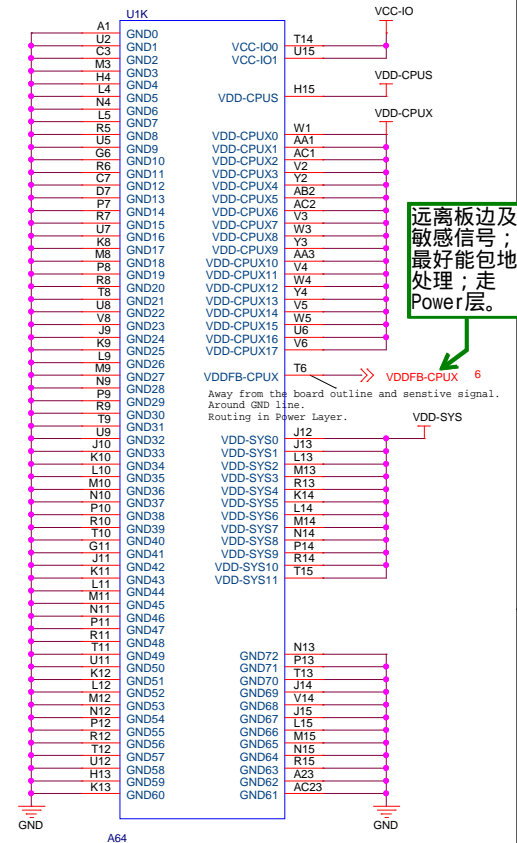 U1K
A1 GND0
U2 GND1
C3 GND2
M3 GND3
H4 GND4
L4 GND5
N4 GND6
L5 GND7
R5 GND8
U5 GND9
G6 GND10
R6 GND11
C7 GND12
D7 GND13
P7 GND14
R7 GND15
U7 GND16
K8 GND17
M8 GND18
P8 GND19
R8 GND20
T8 GND21
U8 GND22
V8 GND23
J9 GND24
K9 GND25
L9 GND26
M9 GND27
N9 GND28
P9 GND29
R9 GND30
T9 GND31
U9 GND32
J10 GND33
K10 GND34
L10 GND35
M10 GND36
N10 GND37
P10 GND38
R10 GND39
T10 GND40
G11 GND41
J11 GND42
K11 GND43
L11 GND44
M11 GND45
N11 GND46
P11 GND47
R11 GND48
T11 GND49
U11 GND50
K12 GND51
L12 GND52
M12 GND53
N12 GND54
P12 GND55
R12 GND56
T12 GND57
U12 GND58
H13 GND59
K13 GND60
GND
A64
VCC-IO
VCC-IO0 T14
VCC-IO1 U15
VDD-CPUS
VDD-CPUS H15
VDD-CPUX
VDD-CPUX0 W1
VDD-CPUX1 AA1
VDD-CPUX2 AC1
VDD-CPUX3 V2
VDD-CPUX4 Y2
VDD-CPUX5 AB2
VDD-CPUX6 AC2
VDD-CPUX7 V3
VDD-CPUX8 W3
VDD-CPUX9 Y3
VDD-CPUX10 AA3
VDD-CPUX11 V4
VDD-CPUX12 W4
VDD-CPUX13 Y4
VDD-CPUX14 V5
VDD-CPUX15 W5
VDD-CPUX16 U6
VDD-CPUX17 V6
远离板边及
敏感信号；
最好能包地
处理；走
Power层。
VDDFB-CPUX T6 VDDFB-CPUX 6
Away from the board outline and senstive signal.
Around GND line.
Routing in Power Layer.
VDD-SYS
VDD-SYS0 J12
VDD-SYS1 J13
VDD-SYS2 L13
VDD-SYS3 M13
VDD-SYS4 R13
VDD-SYS5 K14
VDD-SYS6 L14
VDD-SYS7 M14
VDD-SYS8 N14
VDD-SYS9 P14
VDD-SYS10 R14
VDD-SYS11 T15
GND72 N13
GND71 P13
GND70 T13
GND69 J14
GND68 V14
GND67 J15
GND66 L15
GND65 M15
GND64 N15
GND63 R15
GND62 A23
GND61 AC23
GND